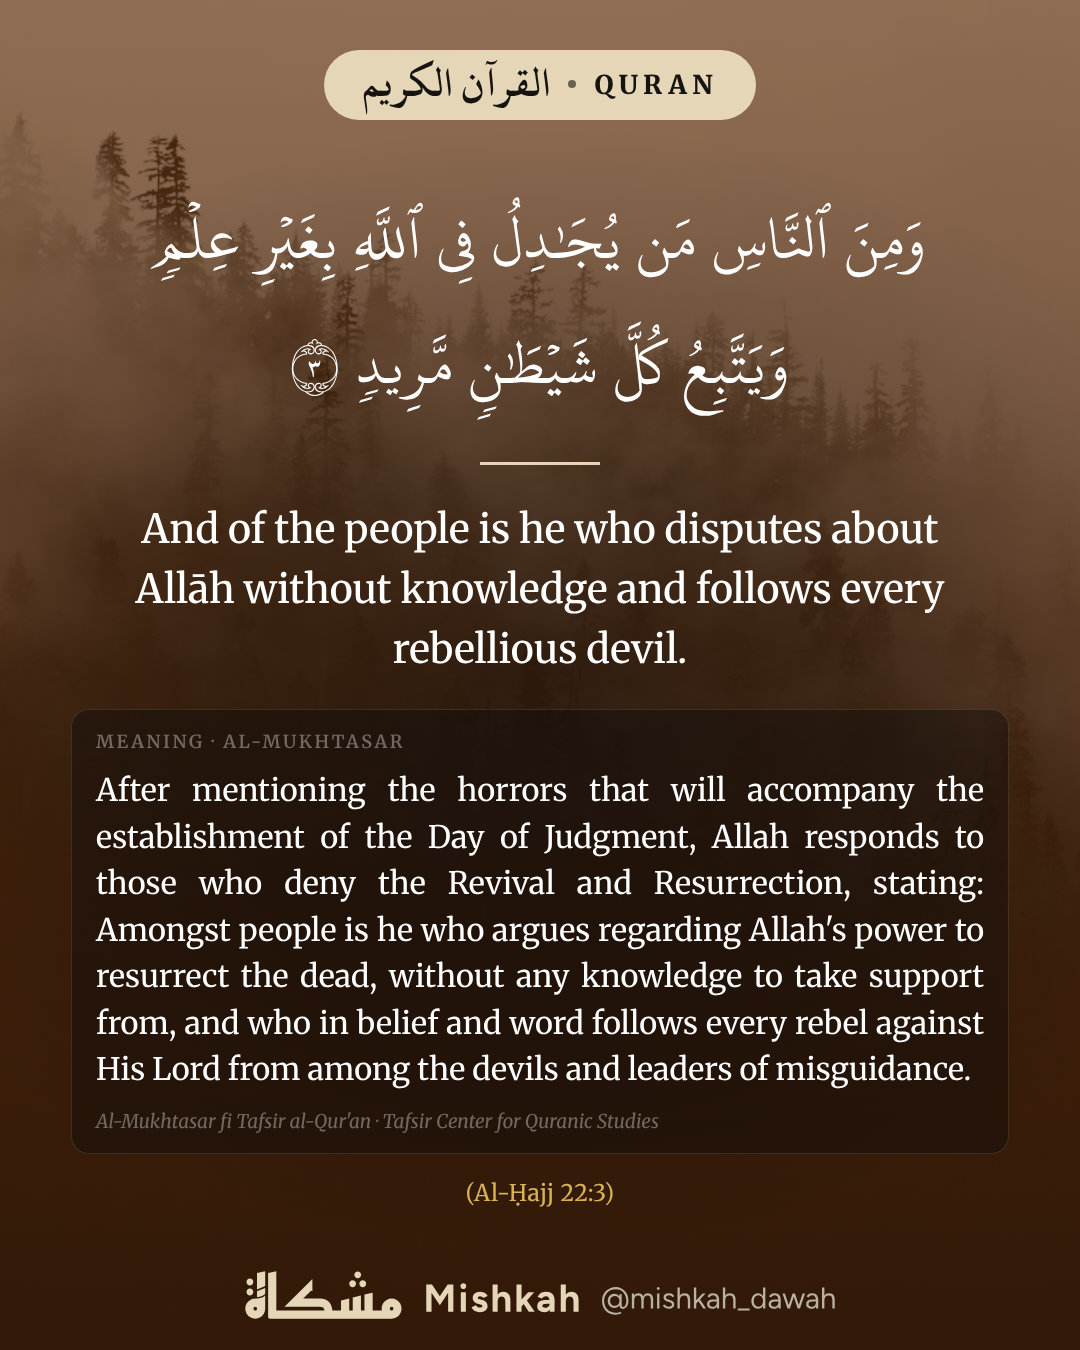 القرآن الكريم • QURAN
وَمِنَ ٱلنَّاسِ مَن يُجَـٰدِلُ فِى ٱللَّهِ بِغَيْرِ عِلْمٍۢ
وَيَتَّبِعُ كُلَّ شَيْطَـٰنٍۢ مَّرِيدٍۢ ٣
And of the people is he who disputes about
Allāh without knowledge and follows every
rebellious devil.
MEANING · AL-MUKHTASAR
After mentioning the horrors that will accompany the
establishment of the Day of Judgment, Allah responds to
those who deny the Revival and Resurrection, stating:
Amongst people is he who argues regarding Allah's power to
resurrect the dead, without any knowledge to take support
from, and who in belief and word follows every rebel against
His Lord from among the devils and leaders of misguidance.
Al-Mukhtasar fi Tafsir al-Qur'an · Tafsir Center for Quranic Studies
(Al-Ḥajj 22:3)
مشكاة Mishkah @mishkah_dawah